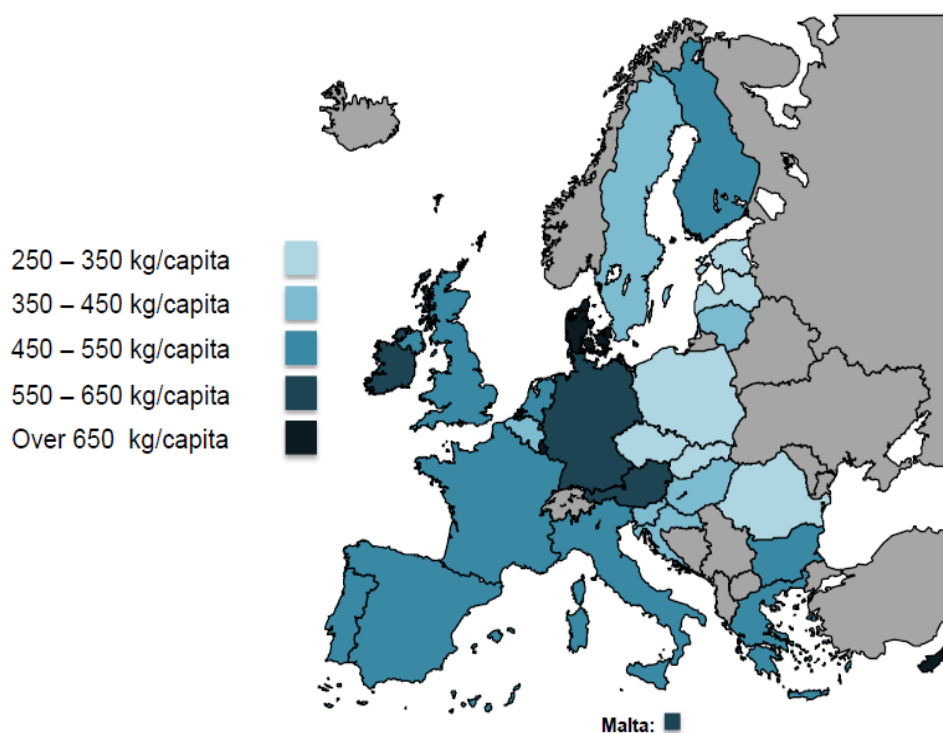 250 – 350 kg/capita
350 – 450 kg/capita
450 – 550 kg/capita
550 – 650 kg/capita
Over 650  kg/capita
Malta: